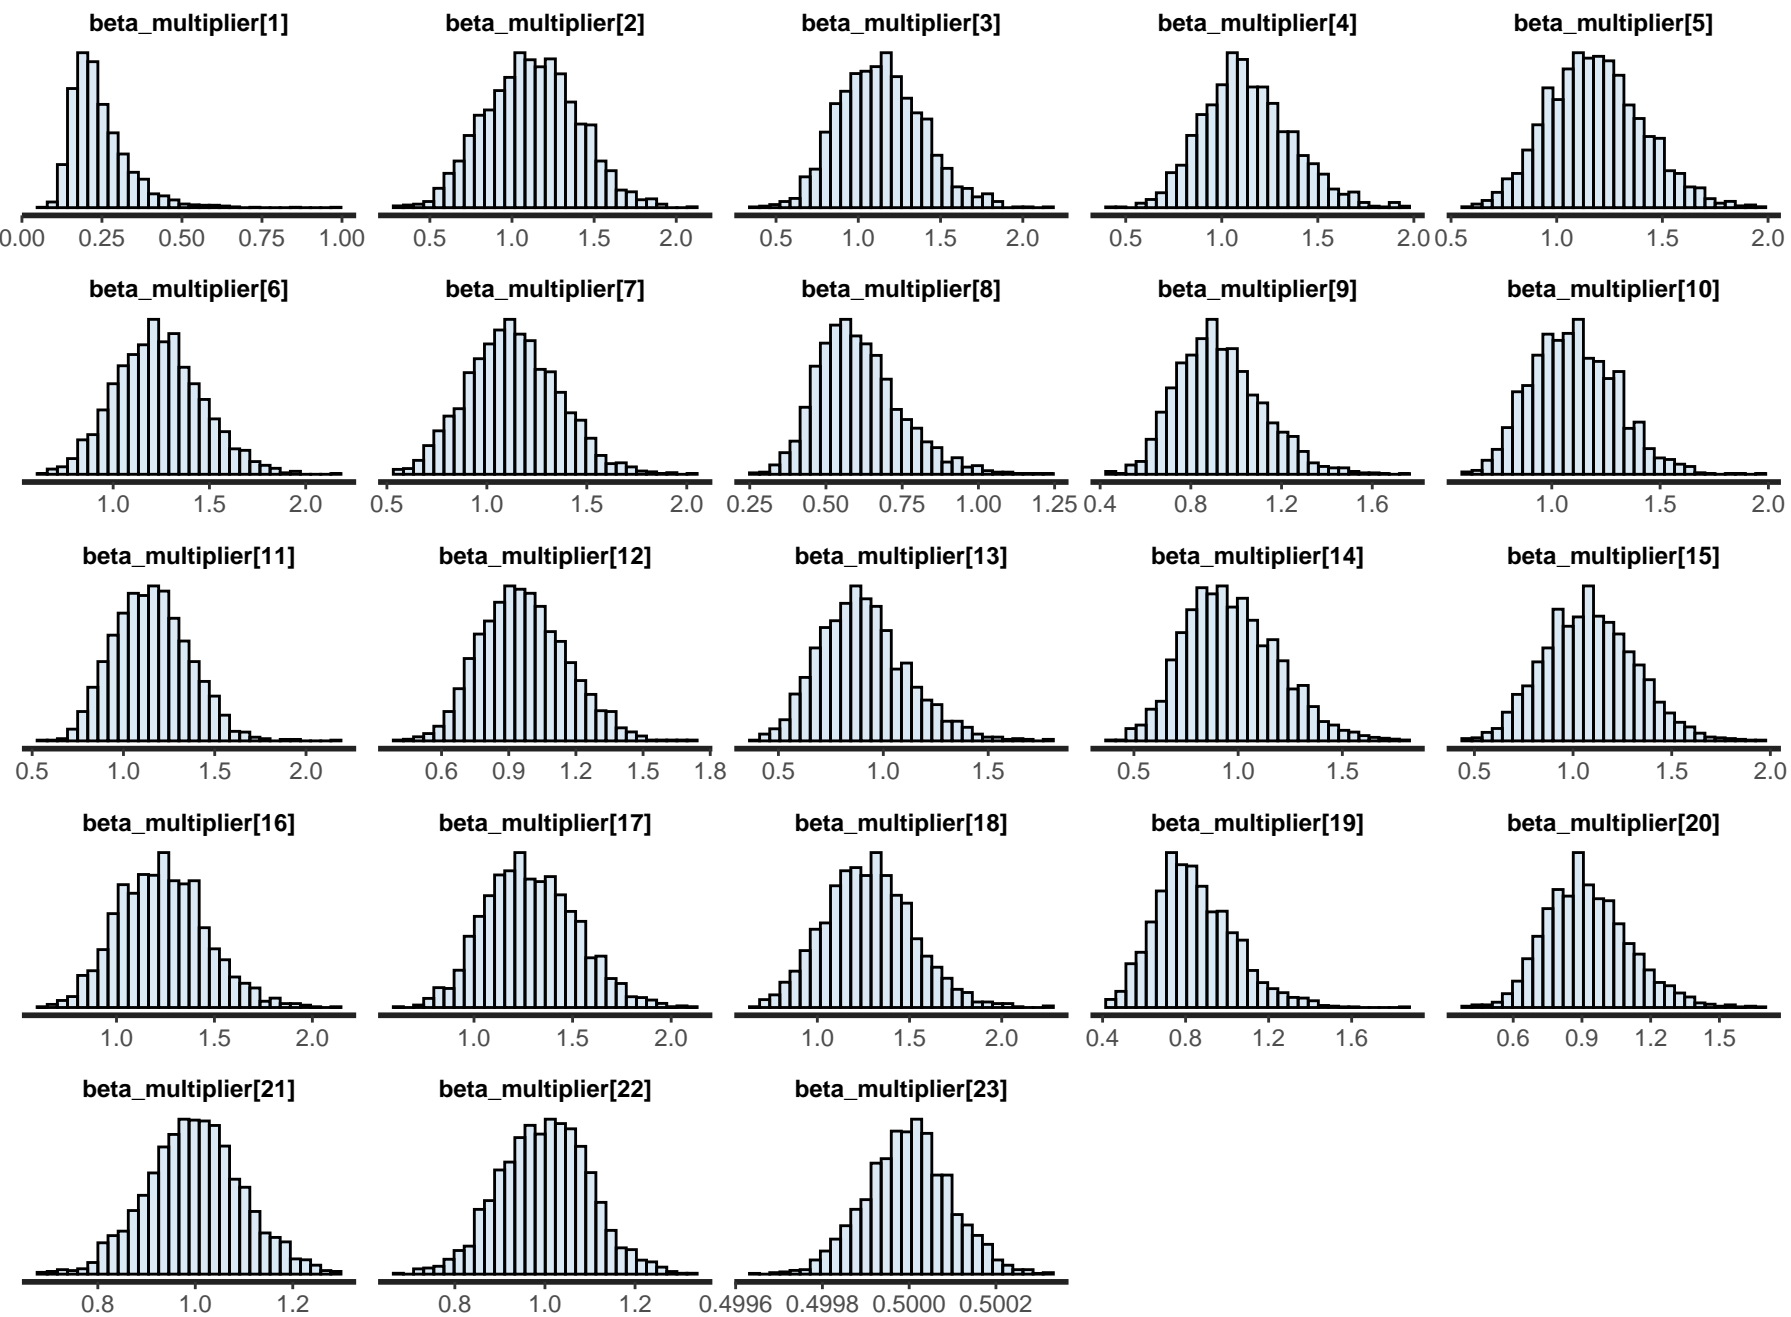 beta_multiplier[1] beta_multiplier[2] beta_multiplier[3] beta_multiplier[4] beta_multiplier[5]
0.00 0.25 0.50 0.75 1.00 0.5 1.0 1.5 2.0 0.5 1.0 1.5 2.0 0.5 1.0 1.5 2.0 0.5 1.0 1.5 2.0
beta_multiplier[6] beta_multiplier[7] beta_multiplier[8] beta_multiplier[9] beta_multiplier[10]
1.0 1.5 2.0 0.5 1.0 1.5 2.0 0.25 0.50 0.75 1.00 1.25 0.4 0.8 1.2 1.6 1.0 1.5 2.0
beta_multiplier[11] beta_multiplier[12] beta_multiplier[13] beta_multiplier[14] beta_multiplier[15]
0.5 1.0 1.5 2.0 0.6 0.9 1.2 1.5 1.8 0.5 1.0 1.5 0.5 1.0 1.5 0.5 1.0 1.5 2.0
beta_multiplier[16] beta_multiplier[17] beta_multiplier[18] beta_multiplier[19] beta_multiplier[20]
1.0 1.5 2.0 1.0 1.5 2.0 1.0 1.5 2.0 0.4 0.8 1.2 1.6 0.6 0.9 1.2 1.5
beta_multiplier[21] beta_multiplier[22] beta_multiplier[23]
0.8 1.0 1.2 0.8 1.0 1.2 0.4996 0.4998 0.5000 0.5002